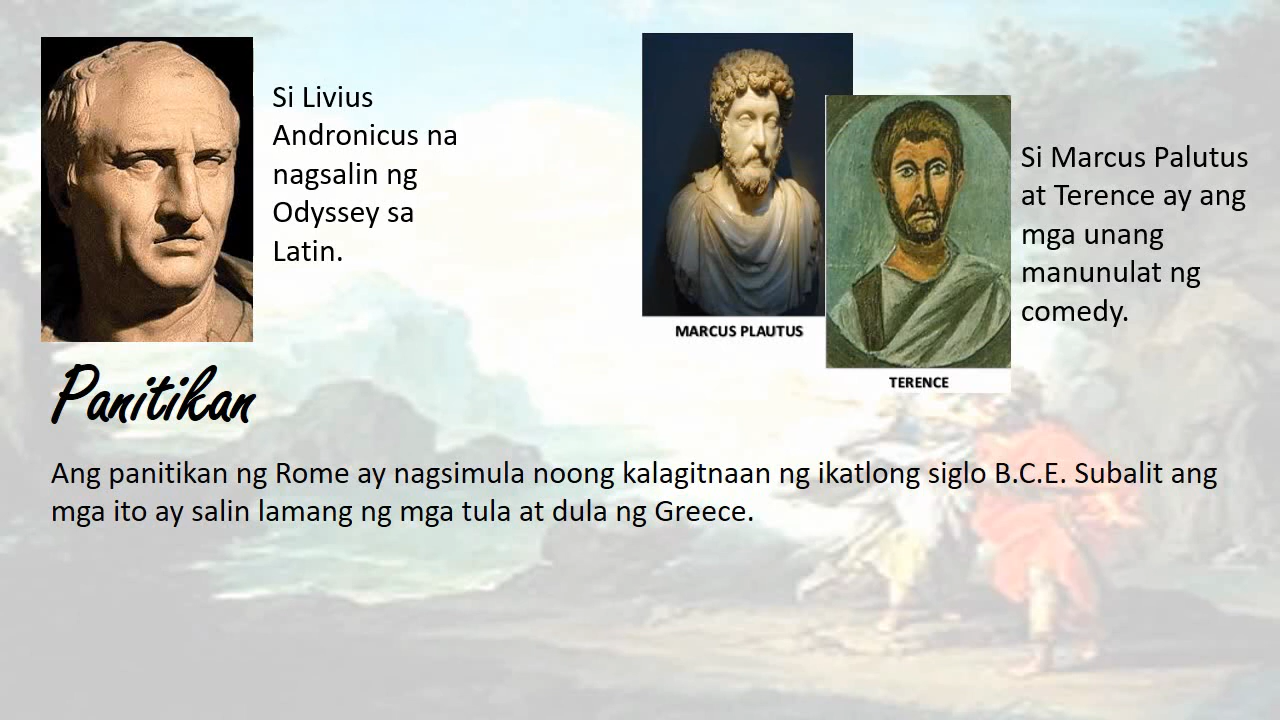 Si Livius
Andronicus na
nagsalin ng
Odyssey sa
Latin.
MARCUS PLAUTUS
TERENCE
Si Marcus Palutus
at Terence ay ang
mga unang
manunulat ng
comedy.
Panitikan
Ang panitikan ng Rome ay nagsimula noong kalagitnaan ng ikatlong siglo B.C.E. Subalit ang
mga ito ay salin lamang ng mga tula at dula ng Greece.